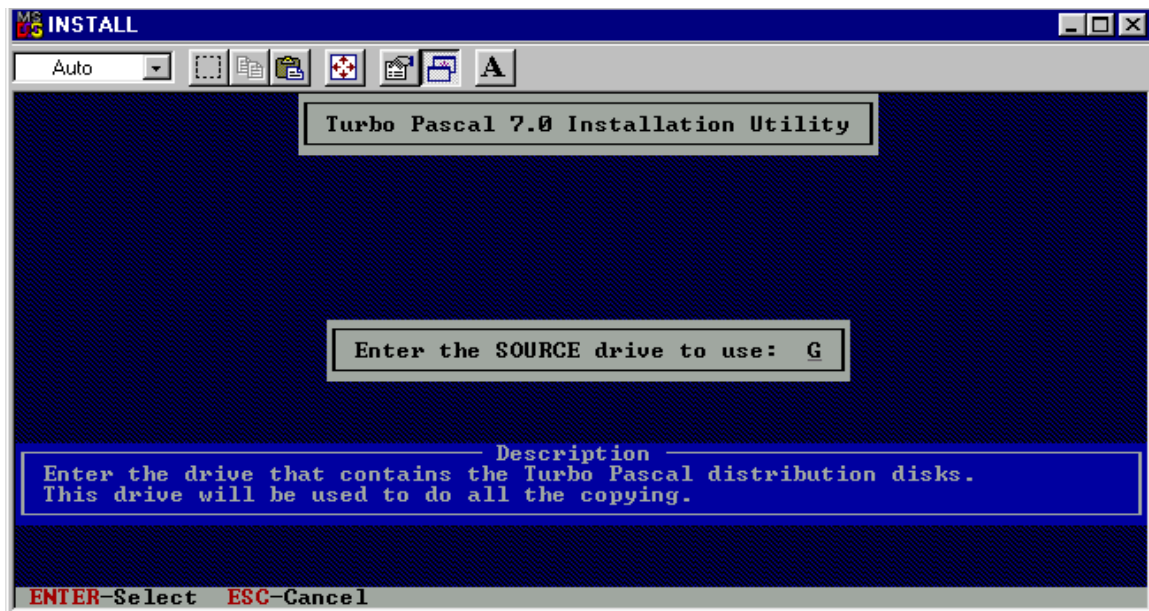 MS DOS INSTALL
Auto A
Turbo Pascal 7.0 Installation Utility
Enter the SOURCE drive to use: G
Description
Enter the drive that contains the Turbo Pascal distribution disks.
This drive will be used to do all the copying.
ENTER-Select ESC-Cancel